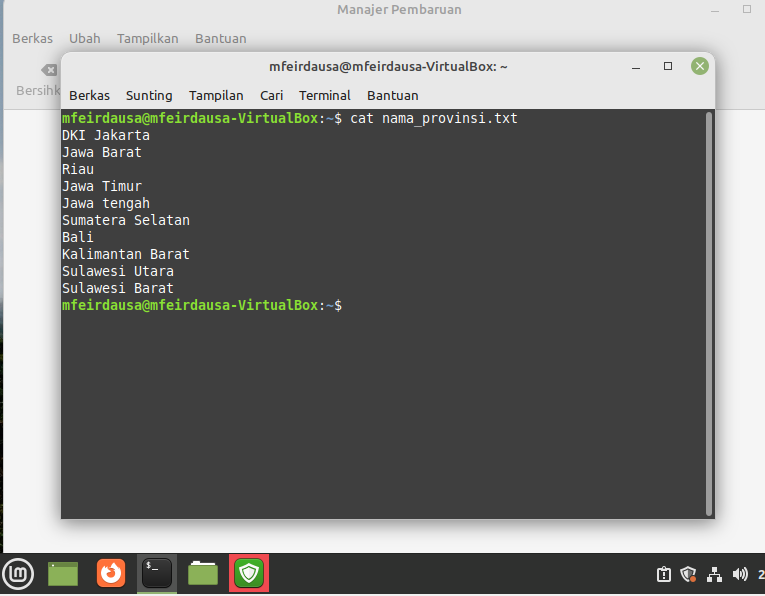 Manajer Pembaruan
Berkas Ubah Tampilkan Bantuan
Bersihk
mfeirdausa@mfeirdausa-VirtualBox: ~
Berkas Sunting Tampilan Cari Terminal Bantuan
mfeirdausa@mfeirdausa-VirtualBox:~$ cat nama_provinsi.txt
DKI Jakarta
Jawa Barat
Riau
Jawa Timur
Jawa tengah
Sumatera Selatan
Bali
Kalimantan Barat
Sulawesi Utara
Sulawesi Barat
mfeirdausa@mfeirdausa-VirtualBox:~$
$_
2